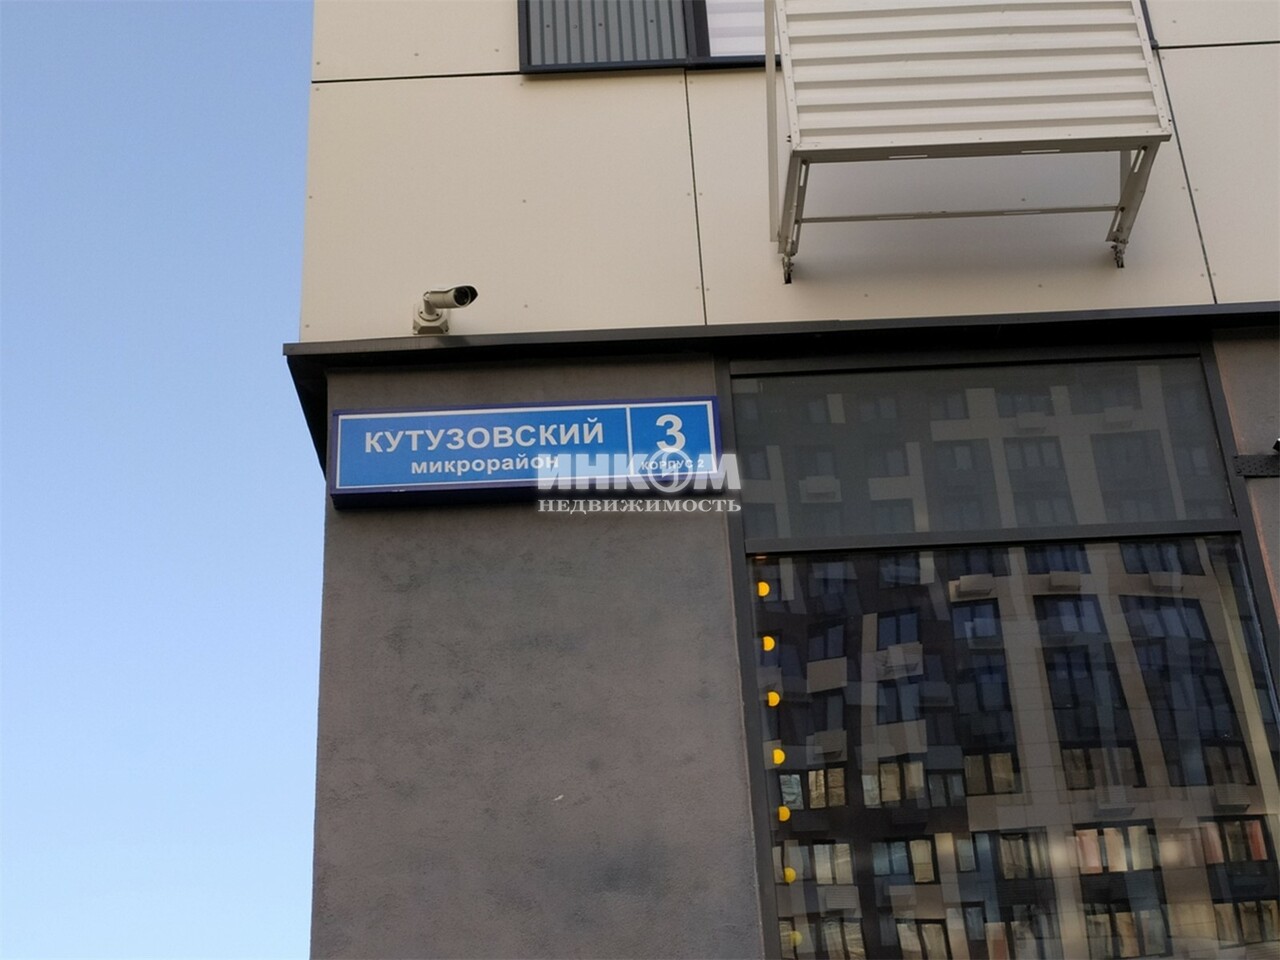 КУТУЗОВСКИЙ
микрорайон
3
КОРПУС 2
ИНКОМ
НЕДВИЖИМОСТЬ